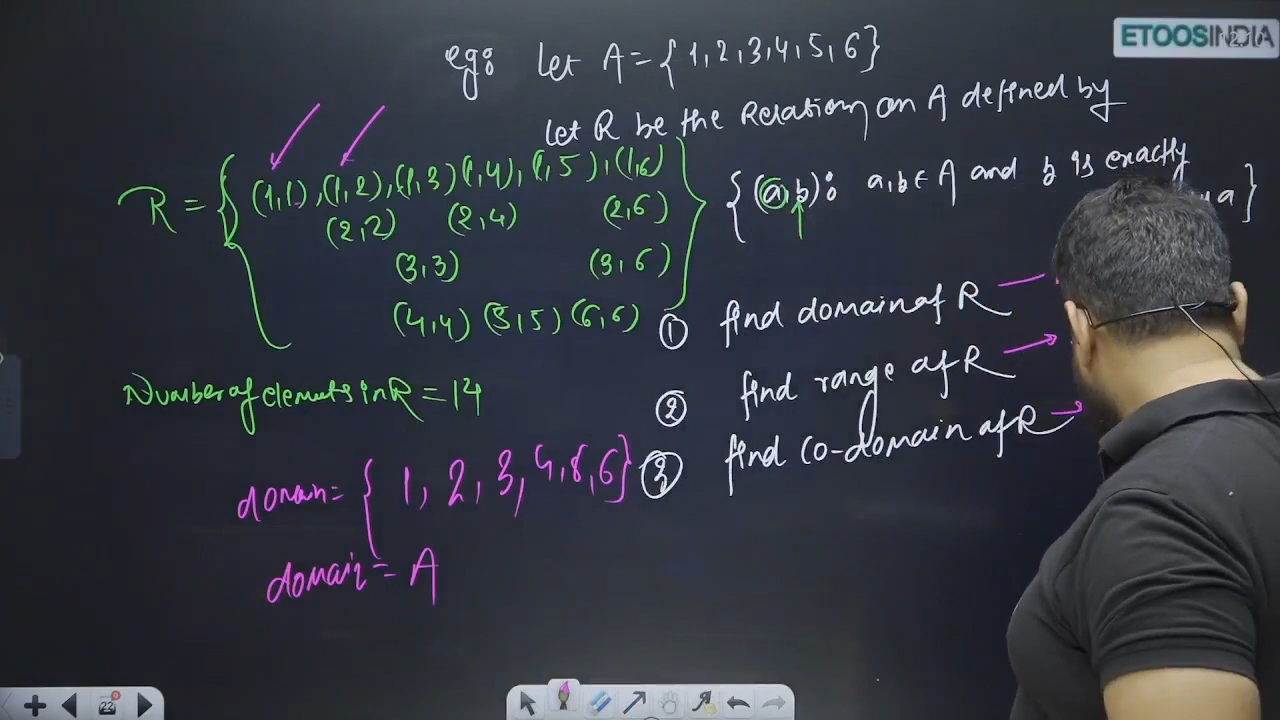 ETOOSINDIA
eg: Let A = {1,2,3,4,5,6}
Let R be the Relation on A defined by
{(a,b): a,b ∈ A and b is exactly
a}
R = { (1,1), (1,2), (1,3) (1,4), (1,5), (1,6)
(2,2) (2,4) (2,6)
(3,3) (3,6)
(4,4) (5,5) (6,6) }
① find domain of R →
Number of elements in R = 14
② find range of R →
③ find co-domain of R →
domain = { 1, 2, 3, 4, 5, 6 }
domain = A
22